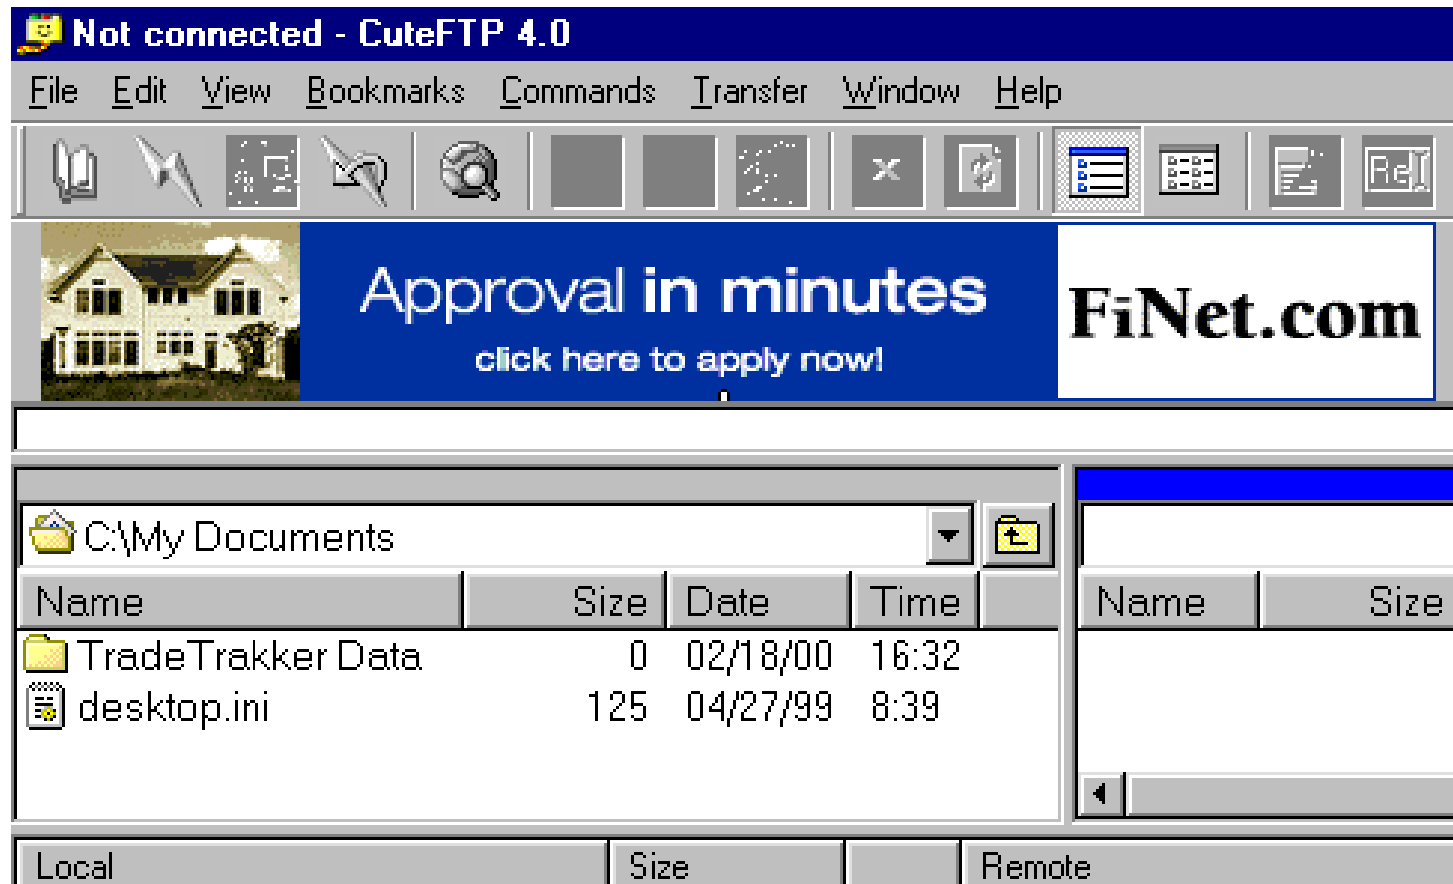 Not connected - CuteFTP 4.0
File Edit View Bookmarks Commands Transfer Window Help
Re
Approval in minutes
click here to apply now!
FiNet.com
C:\My Documents
Name Size Date Time
TradeTrakker Data 0 02/18/00 16:32
desktop.ini 125 04/27/99 8:39
Name Size
Local Size Remote